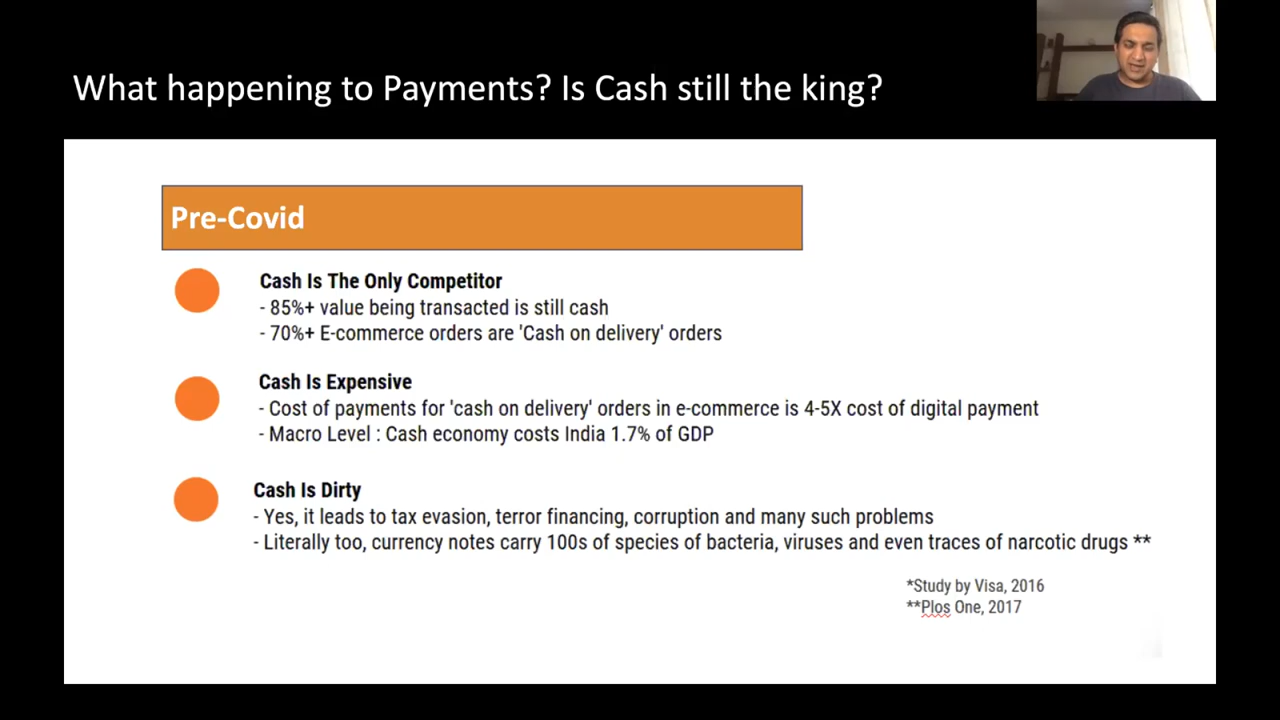 What happening to Payments? Is Cash still the king?
Pre-Covid
Cash Is The Only Competitor
- 85%+ value being transacted is still cash
- 70%+ E-commerce orders are 'Cash on delivery' orders
Cash Is Expensive
- Cost of payments for 'cash on delivery' orders in e-commerce is 4-5X cost of digital payment
- Macro Level : Cash economy costs India 1.7% of GDP
Cash Is Dirty
- Yes, it leads to tax evasion, terror financing, corruption and many such problems
- Literally too, currency notes carry 100s of species of bacteria, viruses and even traces of narcotic drugs **
*Study by Visa, 2016
**Plos One, 2017